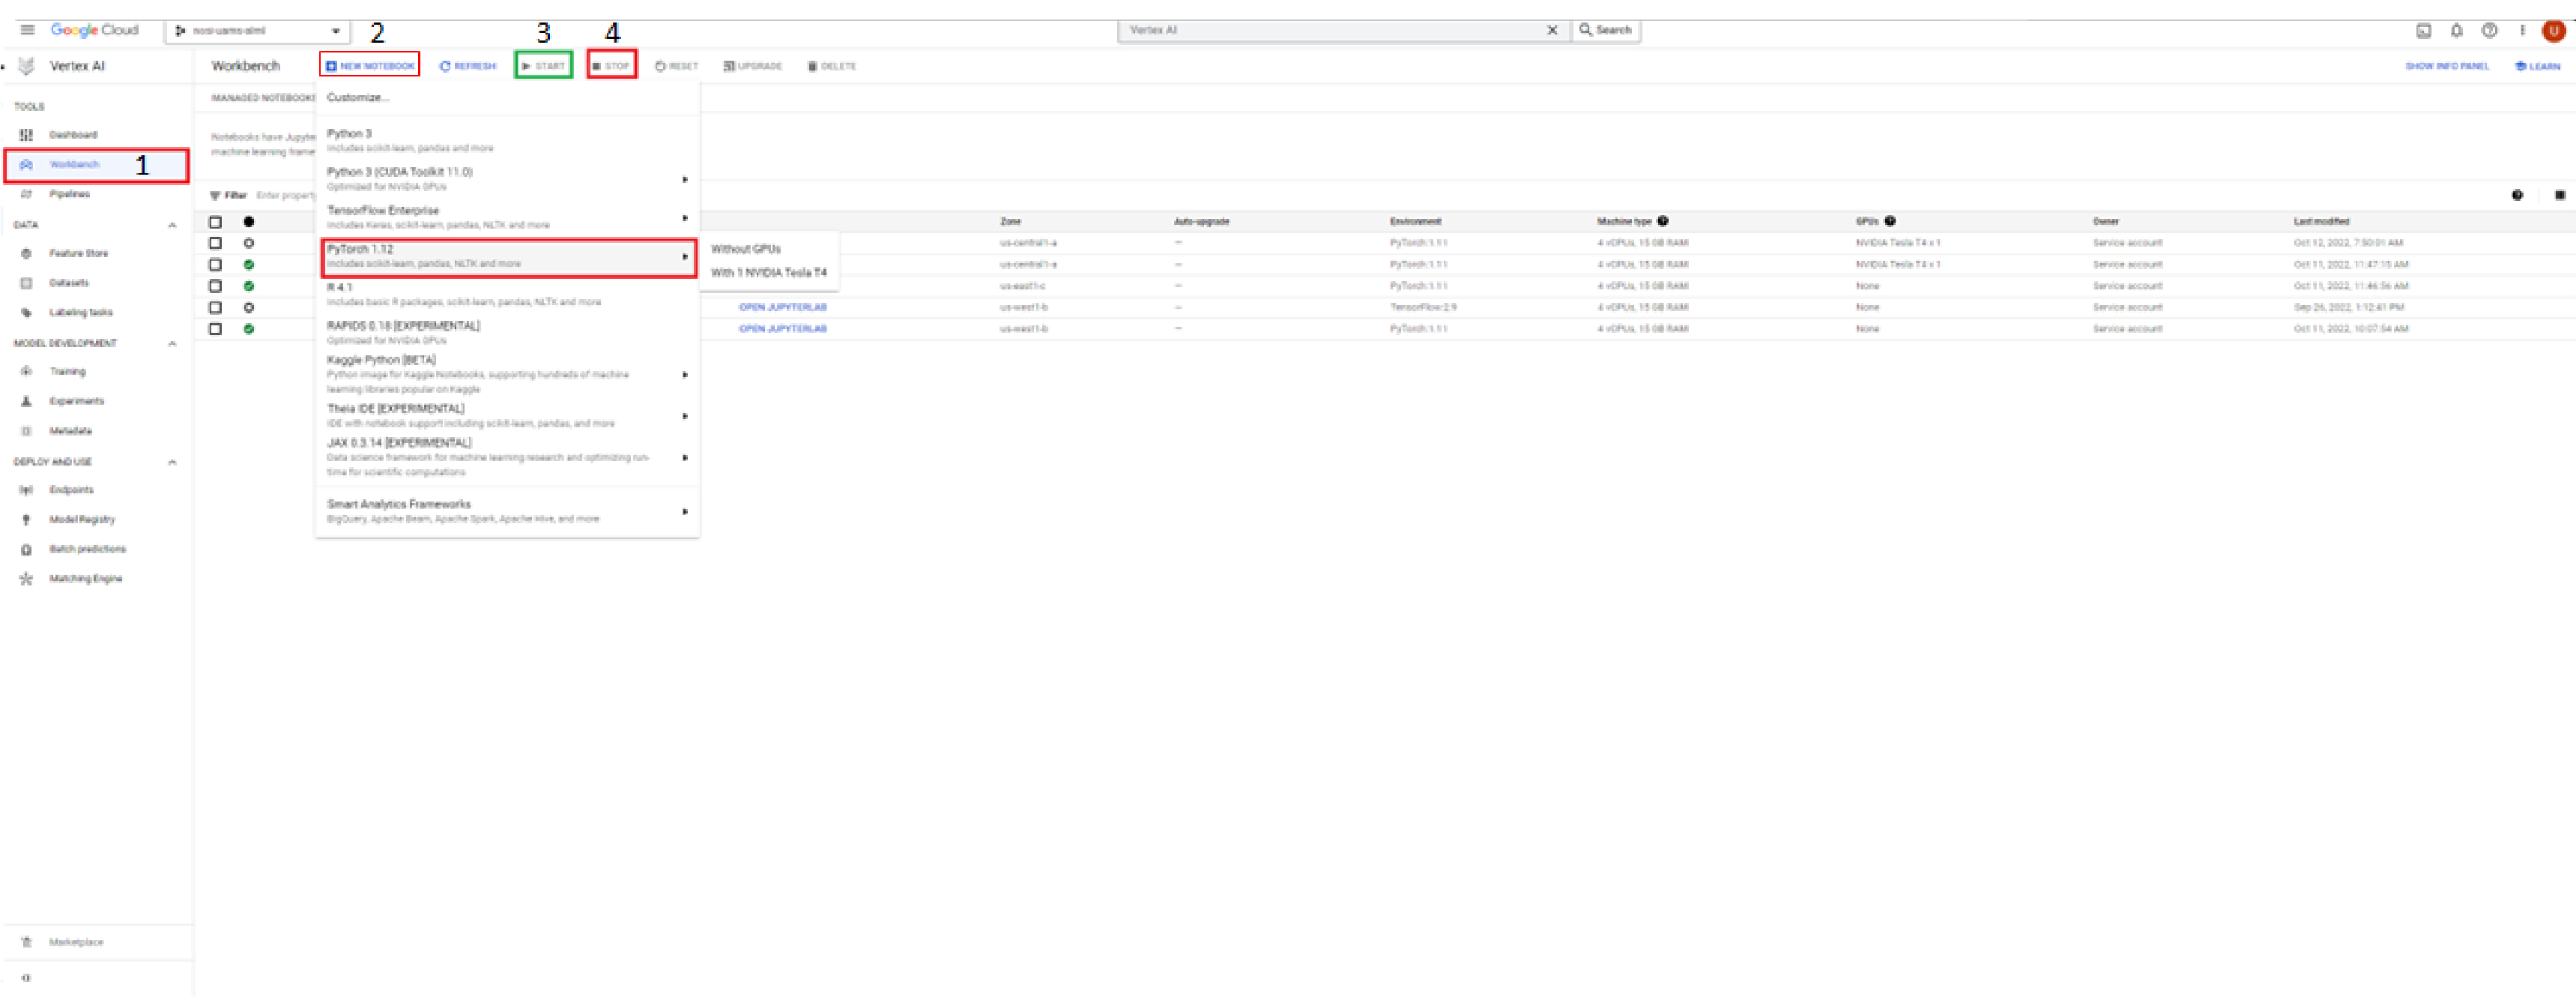 2 3 4
Google Cloud nosi-uams-aiml Vertex AI Search U
Vertex AI Workbench NEW NOTEBOOK REFRESH START STOP RESET UPGRADE DELETE SHOW INFO PANEL LEARN
TOOLS
Dashboard
Workbench 1
Pipelines
DATA
Feature Store
Datasets
Labeling tasks
MODEL DEVELOPMENT
Training
Experiments
Metadata
DEPLOY AND USE
Endpoints
Model Registry
Batch predictions
Matching Engine
Marketplace
MANAGED NOTEBOOKS
Notebooks have Jupyte
machine learning frame
Filter Enter property
Customize...
Python 3
Includes scikit-learn, pandas and more
Python 3 (CUDA Toolkit 11.0)
Optimized for NVIDIA GPUs
TensorFlow Enterprise
Includes Keras, scikit-learn, pandas, NLTK and more
PyTorch 1.12
Includes scikit-learn, pandas, NLTK and more
R 4.1
Includes basic R packages, scikit-learn, pandas, NLTK and more
RAPIDS 0.18 [EXPERIMENTAL]
Optimized for NVIDIA GPUs
Kaggle Python [BETA]
Python image for Kaggle Notebooks, supporting hundreds of machine
learning libraries popular on Kaggle
Theia IDE [EXPERIMENTAL]
IDE with notebook support including scikit-learn, pandas, and more
JAX 0.3.14 [EXPERIMENTAL]
Data science framework for machine learning research and optimizing run-
time for scientific computations
Smart Analytics Frameworks
BigQuery, Apache Beam, Apache Spark, Apache Hive, and more
Without GPUs
With 1 NVIDIA Tesla T4
Zone Auto-upgrade Environment Machine type GPUs Owner Last modified
us-central1-a — PyTorch:1.11 4 vCPUs, 15 GB RAM NVIDIA Tesla T4 x 1 Service account Oct 12, 2022, 7:50:01 AM
us-central1-a — PyTorch:1.11 4 vCPUs, 15 GB RAM NVIDIA Tesla T4 x 1 Service account Oct 11, 2022, 11:47:15 AM
us-east1-c — PyTorch:1.11 4 vCPUs, 15 GB RAM None Service account Oct 11, 2022, 11:46:56 AM
OPEN JUPYTERLAB us-west1-b — TensorFlow:2.9 4 vCPUs, 15 GB RAM None Service account Sep 26, 2022, 1:12:41 PM
OPEN JUPYTERLAB us-west1-b — PyTorch:1.11 4 vCPUs, 15 GB RAM None Service account Oct 11, 2022, 10:07:54 AM